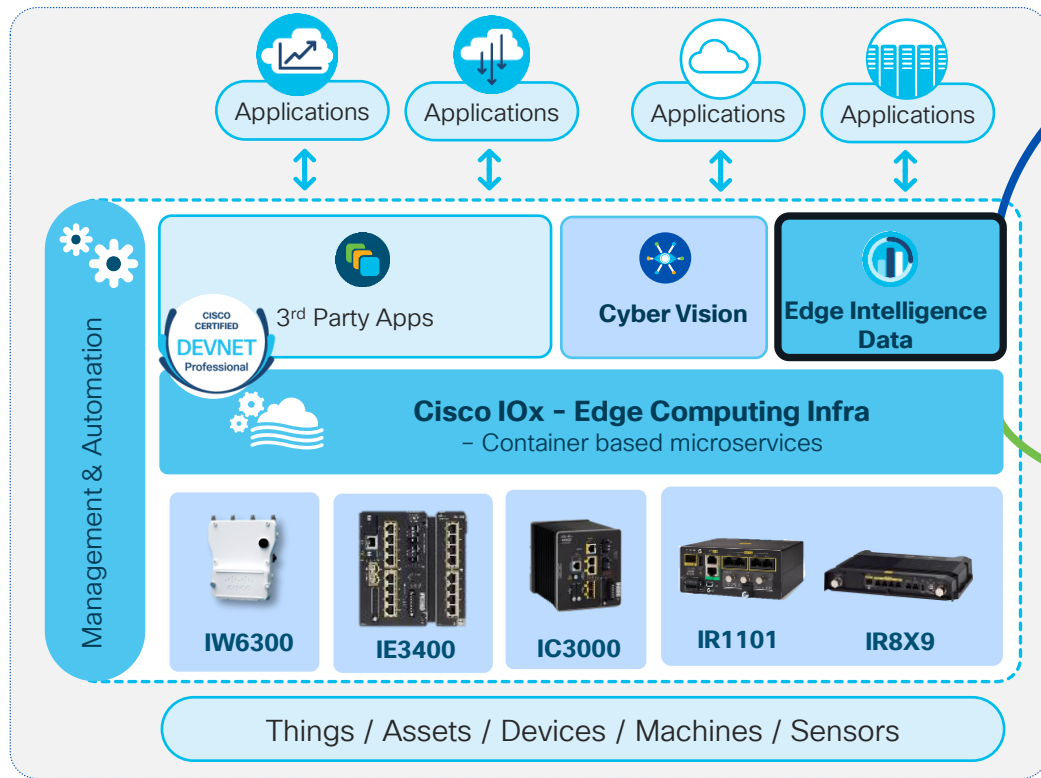 Applications
Applications
Applications
Applications
Management & Automation
3rd Party Apps
Cyber Vision
Edge Intelligence
Data
CISCO
CERTIFIED
DEVNET
Professional
Cisco IOx - Edge Computing Infra
– Container based microservices
IW6300
IE3400
IC3000
IR1101
IR8X9
Things / Assets / Devices / Machines / Sensors